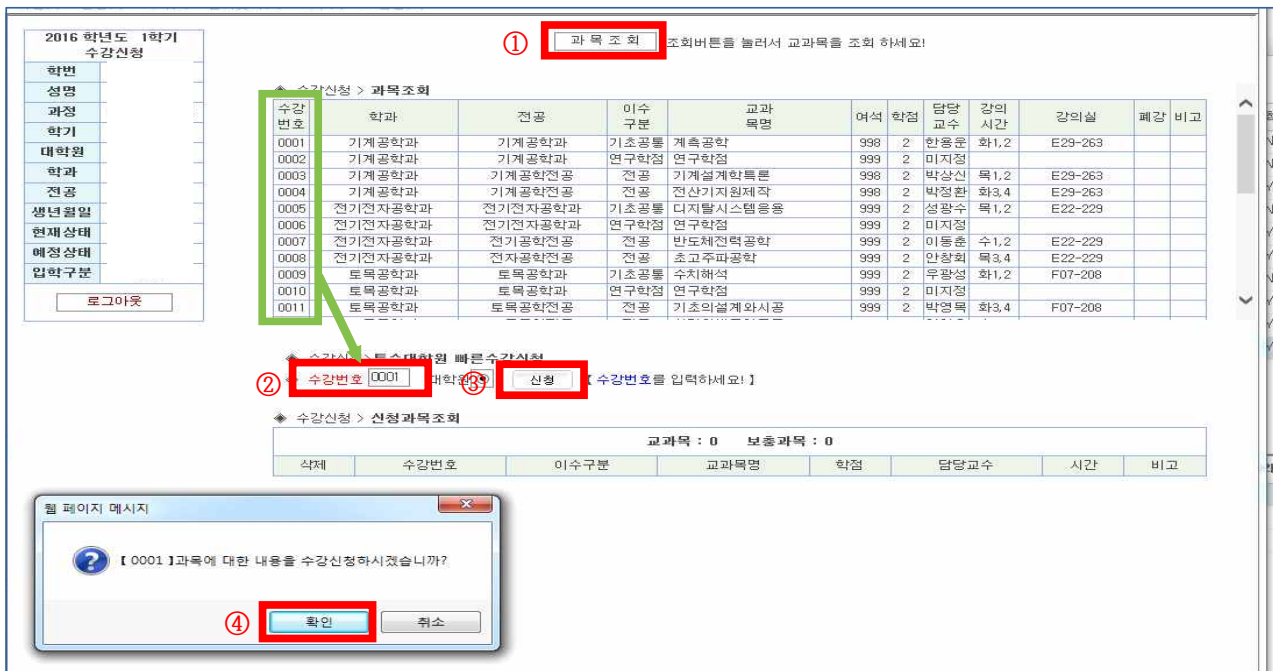 2016 학년도 1학기
수강신청
학번
성명
과정
학기
대학원
학과
전공
생년월일
현재상태
예정상태
입학구분
로그아웃
① 과목조회 조회버튼을 눌러서 교과목을 조회 하세요!
◈ 수강신청 > 과목조회
수강번호 학과 전공 이수구분 교과목명 여석 학점 담당교수 강의시간 강의실 폐강 비고
0001 기계공학과 기계공학과 기초공통 계측공학 998 2 한용운 화1,2 E29-263
0002 기계공학과 기계공학과 연구학점 연구학점 999 2 미지정
0003 기계공학과 기계공학전공 전공 기계설계학특론 998 2 박상신 목1,2 E29-263
0004 기계공학과 기계공학전공 전공 전산기지원제작 998 2 박정환 화3,4 E29-263
0005 전기전자공학과 전기전자공학과 기초공통 디지탈시스템응용 999 2 성광수 목1,2 E22-229
0006 전기전자공학과 전기전자공학과 연구학점 연구학점 999 2 미지정
0007 전기전자공학과 전기공학전공 전공 반도체전력공학 999 2 이동춘 수1,2 E22-229
0008 전기전자공학과 전자공학전공 전공 초고주파공학 999 2 안창회 목3,4 E22-229
0009 토목공학과 토목공학과 기초공통 수치해석 999 2 우광성 화1,2 F07-208
0010 토목공학과 토목공학과 연구학점 연구학점 999 2 미지정
0011 토목공학과 토목공학전공 전공 기초의설계와시공 999 2 박영목 화3,4 F07-208
◈ 수강신청 > 특수대학원 빠른수강신청
② 수강번호 0001 대학원 ③ 신청 【 수강번호를 입력하세요! 】
◈ 수강신청 > 신청과목조회
교과목 : 0 보충과목 : 0
삭제 수강번호 이수구분 교과목명 학점 담당교수 시간 비고
웹 페이지 메시지
【 0001 】과목에 대한 내용을 수강신청하시겠습니까?
④ 확인 취소